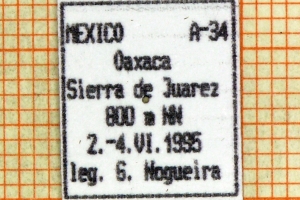 MEXICO A-34
Oaxaca
Sierra de Juarez
800 m NN
2.-4.VI.1995
leg. G. Nogueira